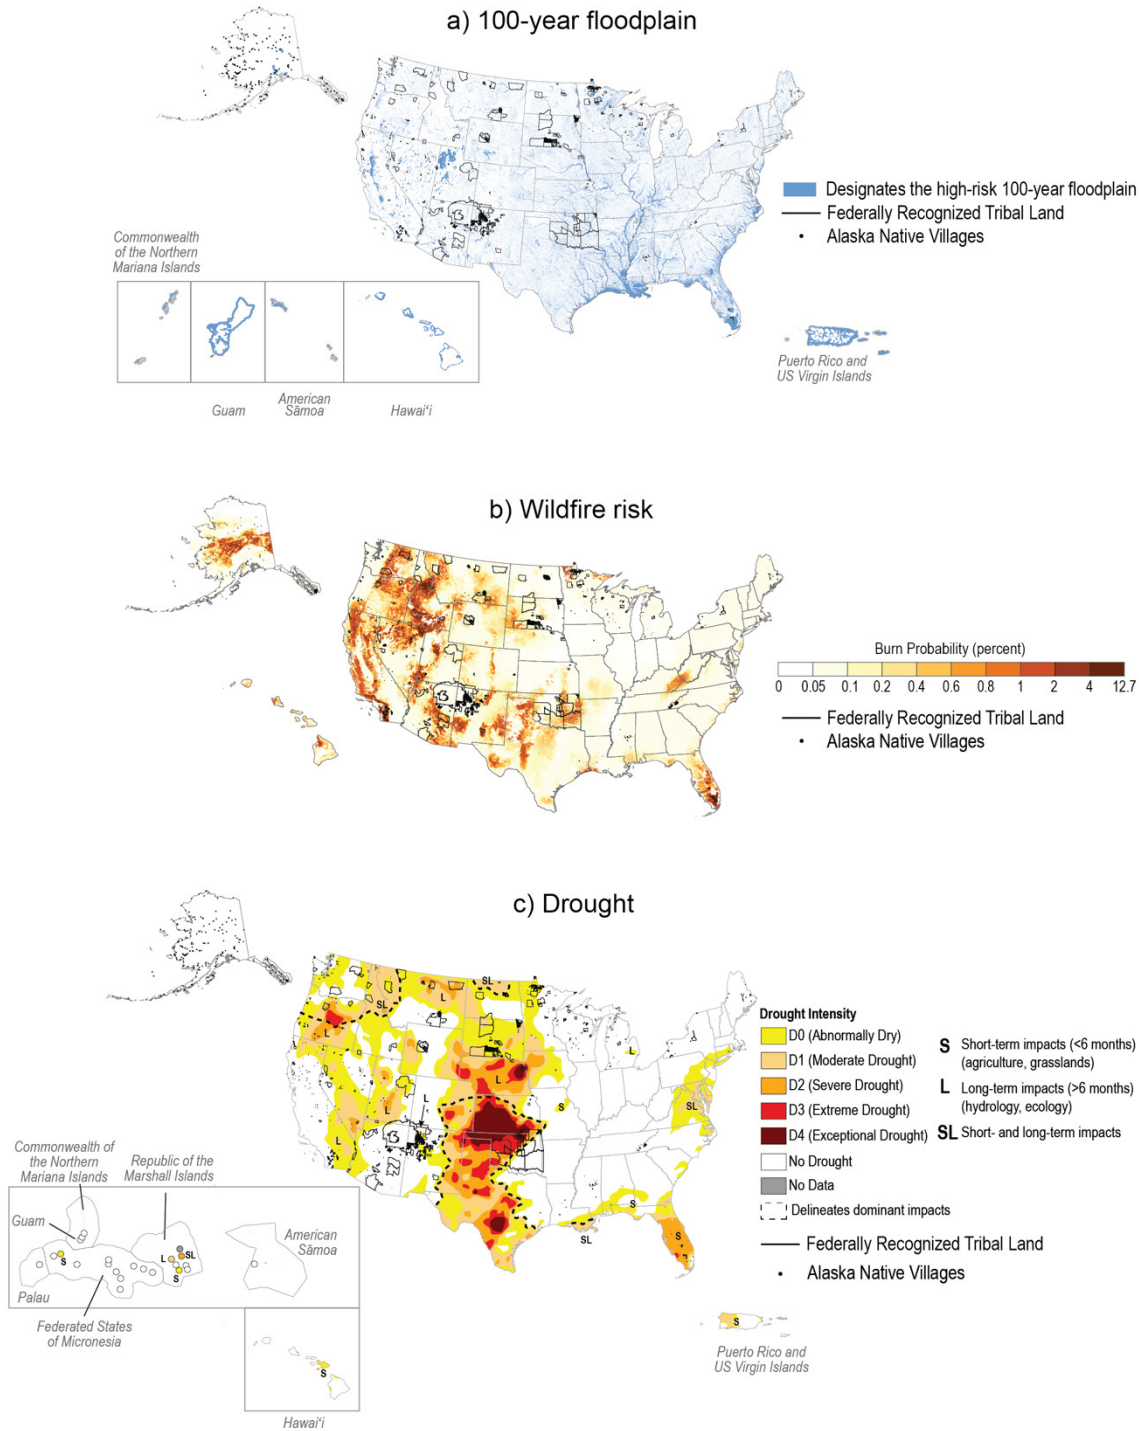 a) 100-year floodplain
Designates the high-risk 100-year floodplain
Federally Recognized Tribal Land
Alaska Native Villages
Commonwealth
of the Northern
Mariana Islands
Guam
American
Sāmoa
Hawaiʻi
Puerto Rico and
US Virgin Islands
b) Wildfire risk
Burn Probability (percent)
0 0.05 0.1 0.2 0.4 0.6 0.8 1 2 4 12.7
Federally Recognized Tribal Land
Alaska Native Villages
c) Drought
SL
SL
L
L
L
L
L
L
S
L
SL
S
SL
S
Drought Intensity
D0 (Abnormally Dry)
D1 (Moderate Drought)
D2 (Severe Drought)
D3 (Extreme Drought)
D4 (Exceptional Drought)
No Drought
No Data
Delineates dominant impacts
S Short-term impacts (<6 months)
(agriculture, grasslands)
L Long-term impacts (>6 months)
(hydrology, ecology)
SL Short- and long-term impacts
Federally Recognized Tribal Land
Alaska Native Villages
Commonwealth of
the Northern
Mariana Islands
Republic of the
Marshall Islands
Guam
American
Sāmoa
S
L
SL
S
Palau
Federated States
of Micronesia
S
Hawaiʻi
S
Puerto Rico and
US Virgin Islands